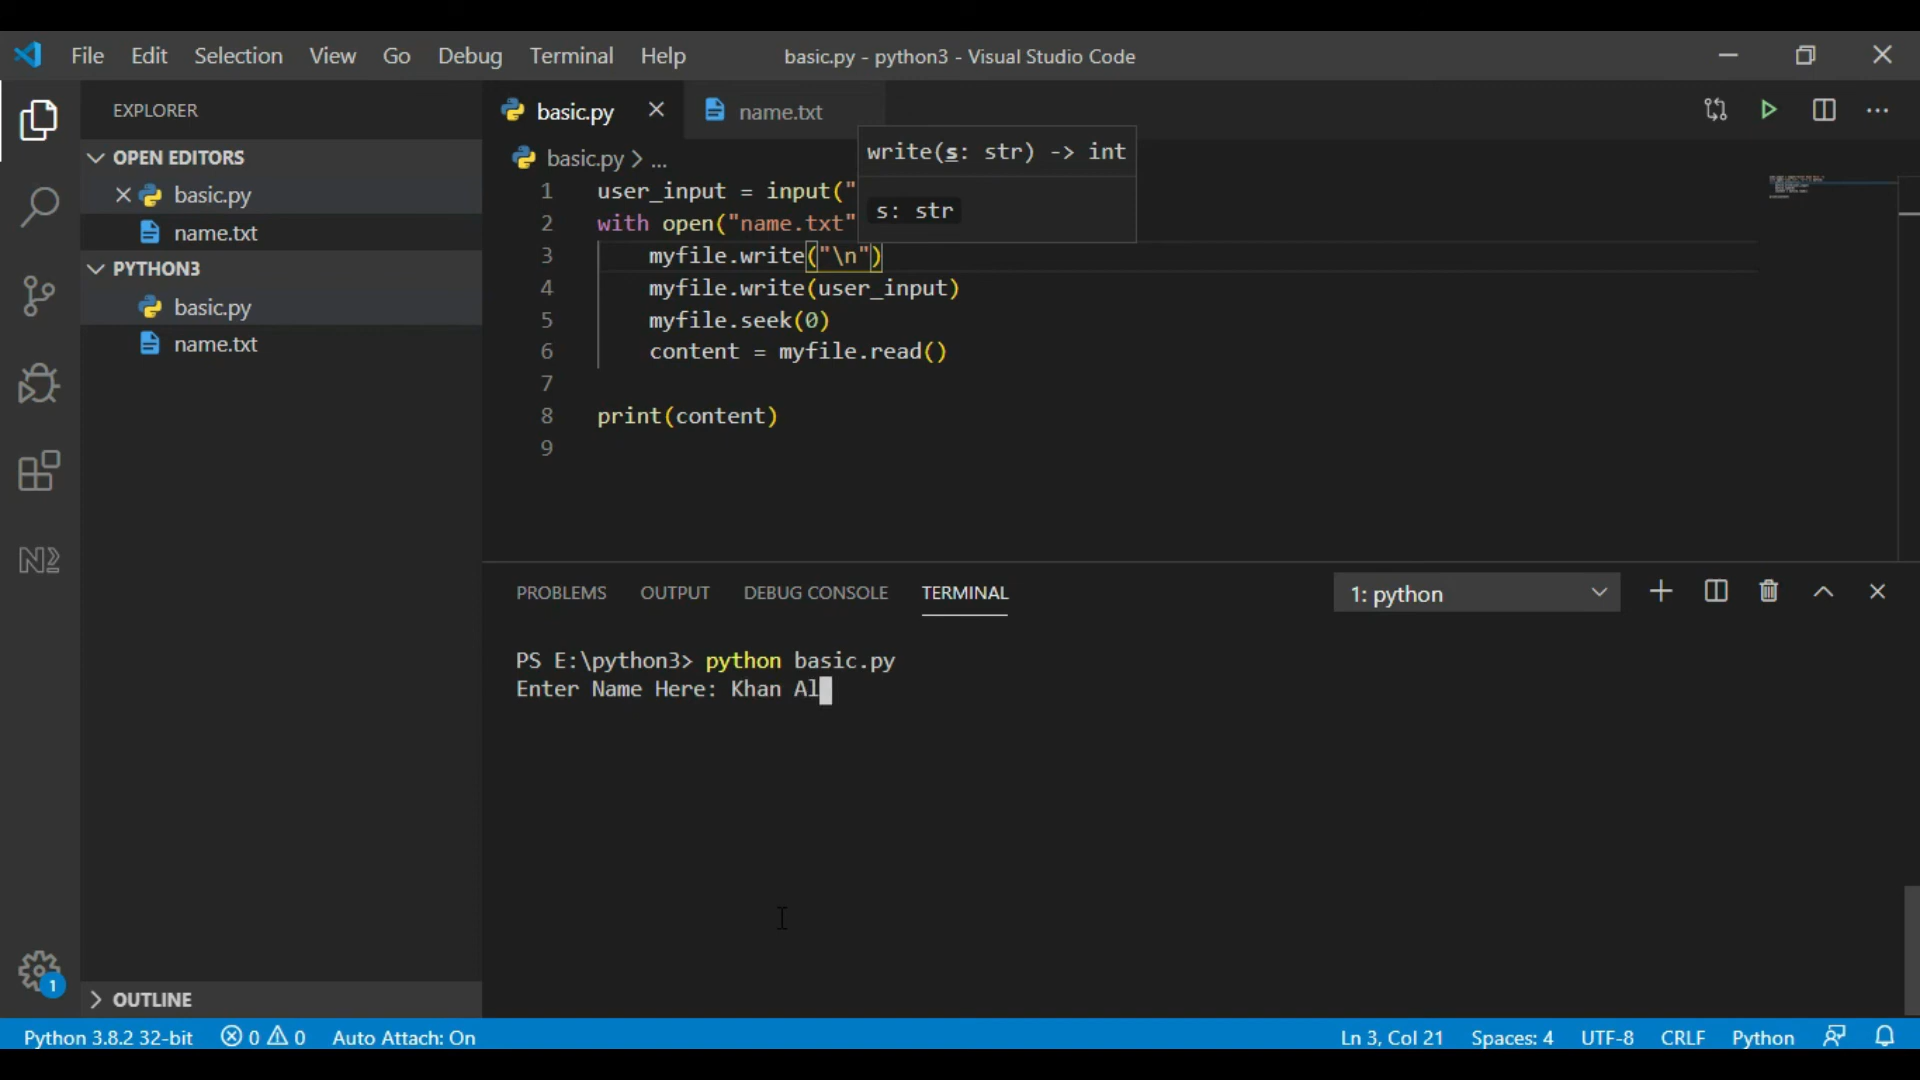 File Edit Selection View Go Debug Terminal Help basic.py - python3 - Visual Studio Code
EXPLORER
OPEN EDITORS
basic.py
name.txt
PYTHON3
basic.py
name.txt
OUTLINE
basic.py name.txt
basic.py > ...
write(s: str) -> int
s: str
1 user_input = input("
2 with open("name.txt"
3 myfile.write("\n")
4 myfile.write(user_input)
5 myfile.seek(0)
6 content = myfile.read()
7
8 print(content)
9
PROBLEMS OUTPUT DEBUG CONSOLE TERMINAL 1: python
PS E:\python3> python basic.py
Enter Name Here: Khan Al
1
Python 3.8.2 32-bit 0 0 Auto Attach: On Ln 3, Col 21 Spaces: 4 UTF-8 CRLF Python